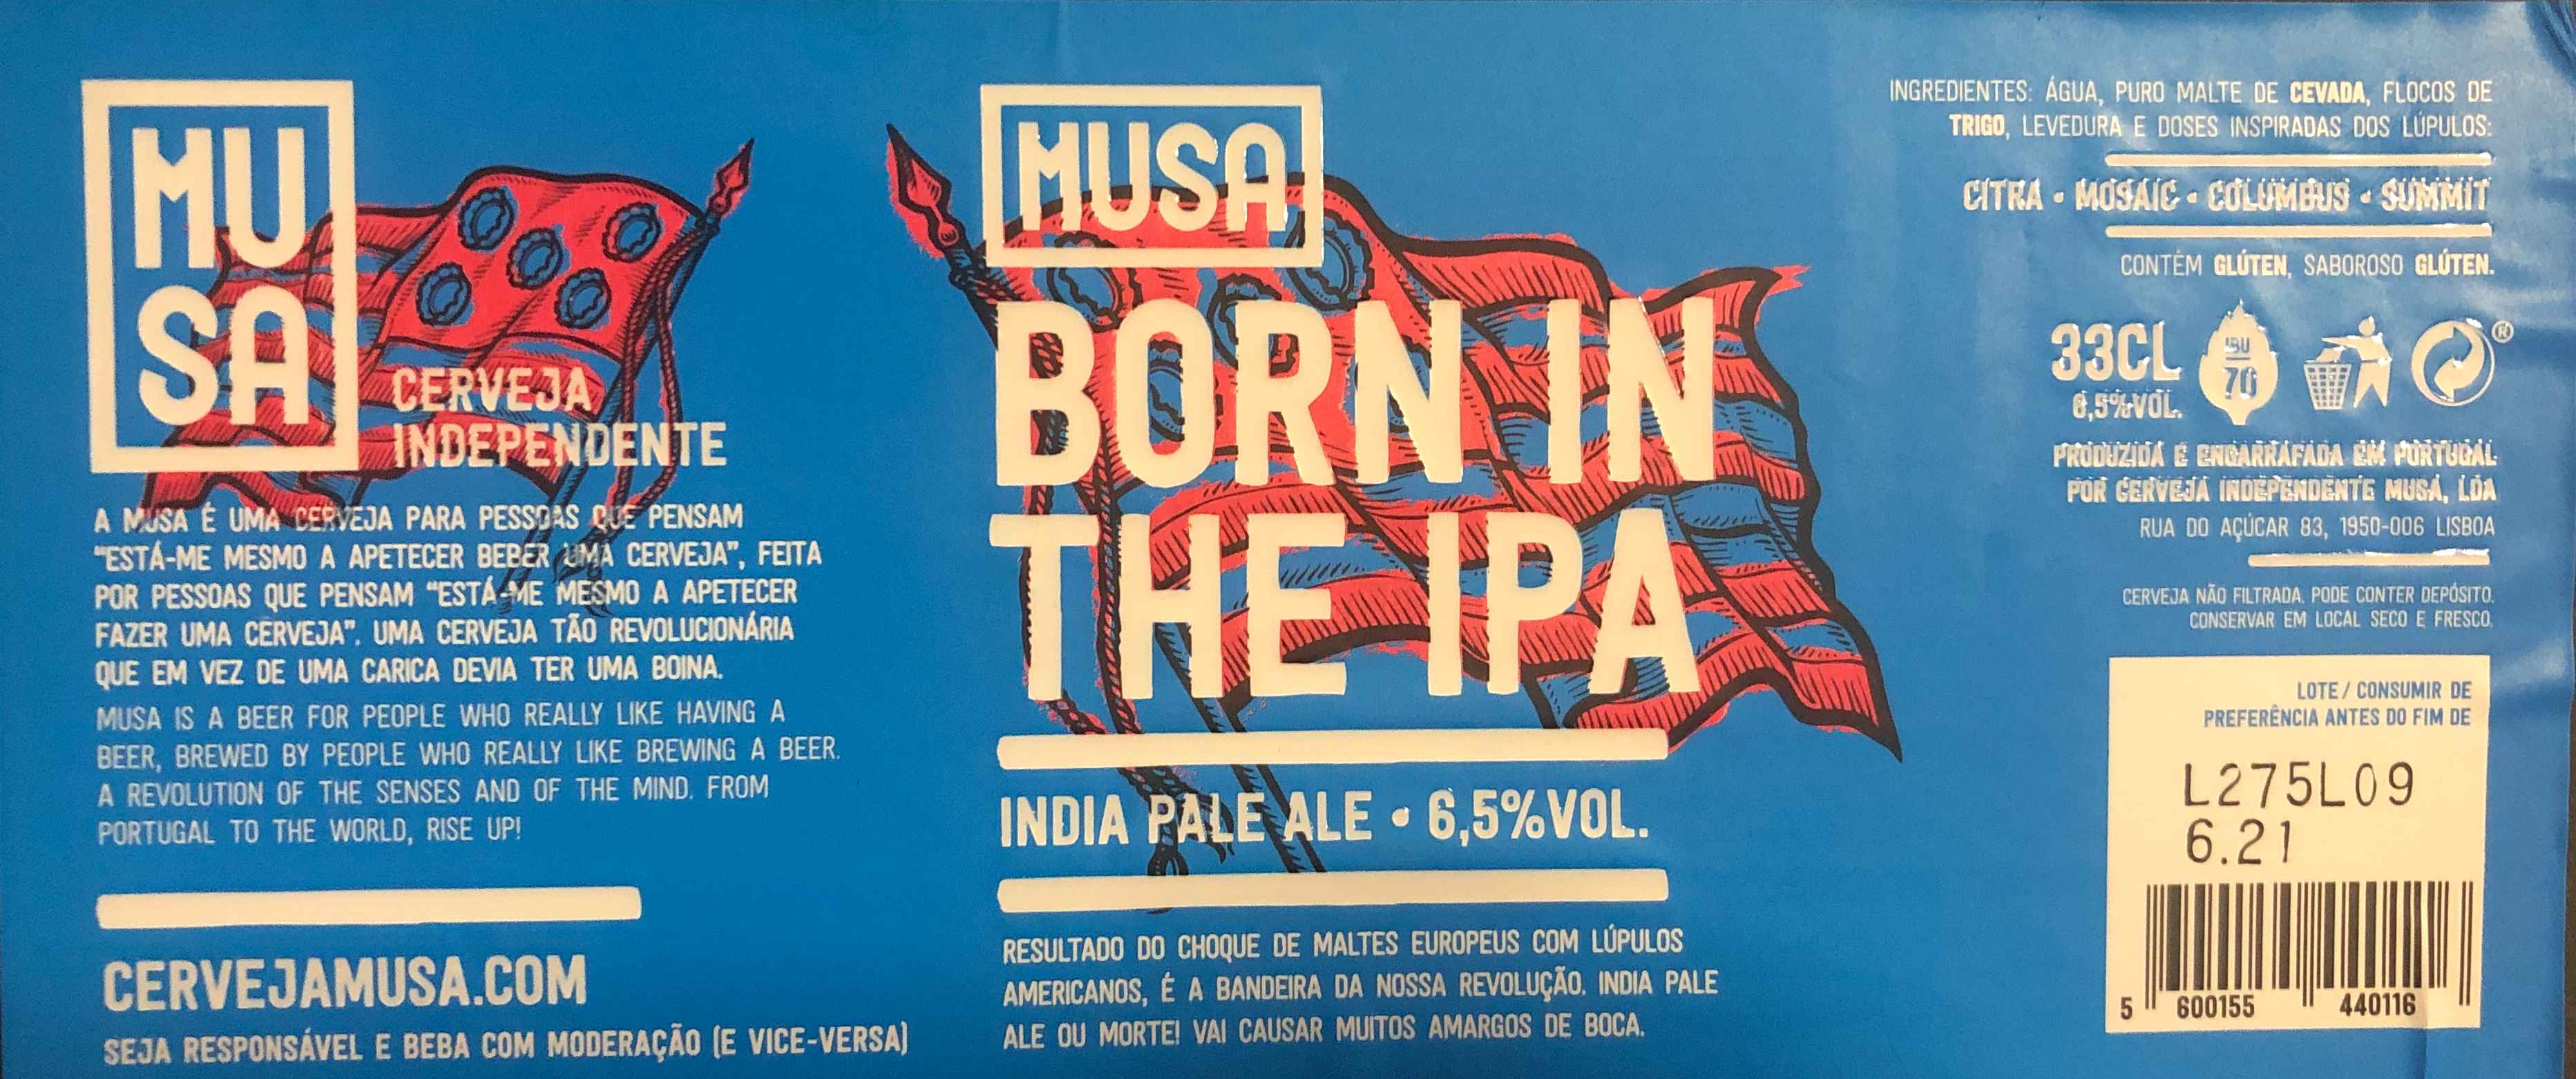 MU
SA
CERVEJA
INDEPENDENTE
A MUSA É UMA CERVEJA PARA PESSOAS QUE PENSAM
“ESTÁ-ME MESMO A APETECER BEBER UMA CERVEJA”, FEITA
POR PESSOAS QUE PENSAM “ESTÁ-ME MESMO A APETECER
FAZER UMA CERVEJA”. UMA CERVEJA TÃO REVOLUCIONÁRIA
QUE EM VEZ DE UMA CARICA DEVIA TER UMA BOINA.
MUSA IS A BEER FOR PEOPLE WHO REALLY LIKE HAVING A
BEER, BREWED BY PEOPLE WHO REALLY LIKE BREWING A BEER.
A REVOLUTION OF THE SENSES AND OF THE MIND. FROM
PORTUGAL TO THE WORLD, RISE UP!
CERVEJAMUSA.COM
SEJA RESPONSÁVEL E BEBA COM MODERAÇÃO (E VICE-VERSA)
MUSA
BORN IN
THE IPA
INDIA PALE ALE • 6,5%VOL.
RESULTADO DO CHOQUE DE MALTES EUROPEUS COM LÚPULOS
AMERICANOS, É A BANDEIRA DA NOSSA REVOLUÇÃO. INDIA PALE
ALE OU MORTE! VAI CAUSAR MUITOS AMARGOS DE BOCA.
INGREDIENTES: ÁGUA, PURO MALTE DE CEVADA, FLOCOS DE
TRIGO, LEVEDURA E DOSES INSPIRADAS DOS LÚPULOS:
CITRA • MOSAIC • COLUMBUS • SUMMIT
CONTÉM GLÚTEN, SABOROSO GLÚTEN.
33CL
6,5%VOL.
IBU
70
®
PRODUZIDA E ENGARRAFADA EM PORTUGAL
POR CERVEJA INDEPENDENTE MUSA, LDA
RUA DO AÇÚCAR 83, 1950-006 LISBOA
CERVEJA NÃO FILTRADA. PODE CONTER DEPÓSITO.
CONSERVAR EM LOCAL SECO E FRESCO.
LOTE / CONSUMIR DE
PREFERÊNCIA ANTES DO FIM DE
L275L09
6.21
5 600155 440116